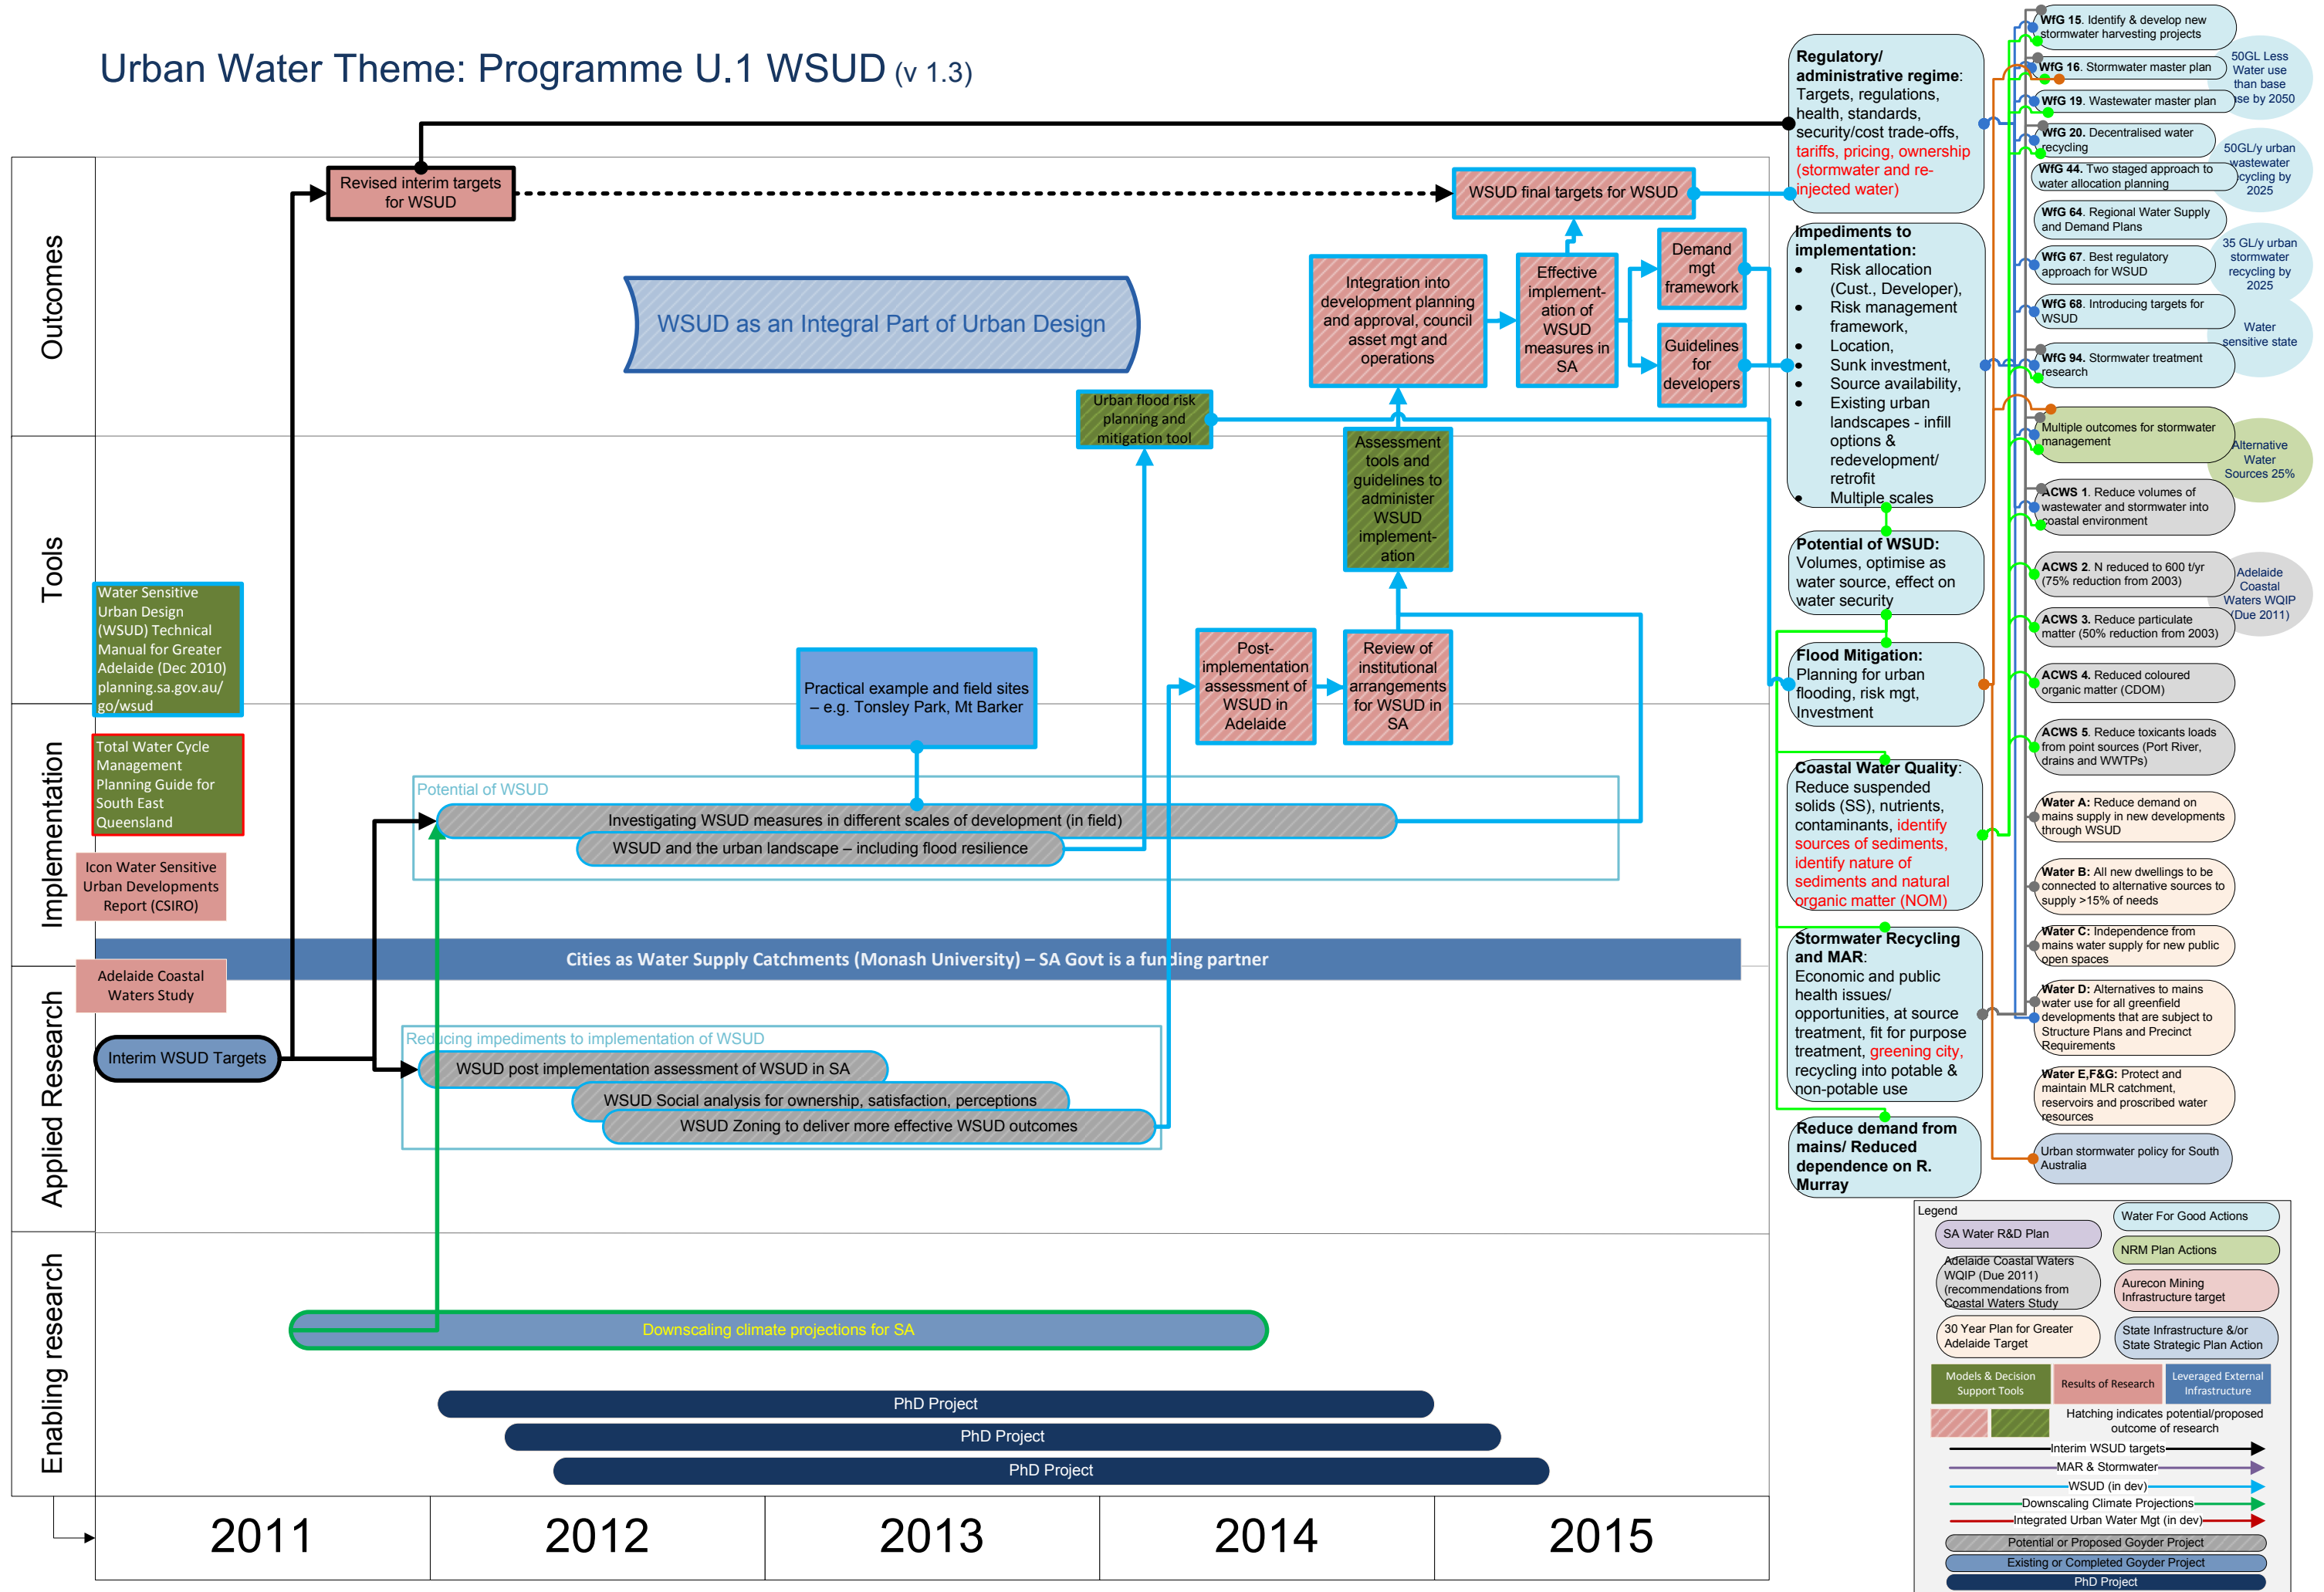 Urban Water Theme: Programme U.1 WSUD (v 1.3)
Outcomes
Tools
Implementation
Applied Research
Enabling research
Revised interim targets
for WSUD
WSUD final targets for WSUD
WSUD as an Integral Part of Urban Design
Integration into
development planning
and approval, council
asset mgt and
operations
Effective
implement-
ation of
WSUD
measures in
SA
Demand
mgt
framework
Guidelines
for
developers
Urban flood risk
planning and
mitigation tool
Assessment
tools and
guidelines to
administer
WSUD
implement-
ation
Water Sensitive
Urban Design
(WSUD) Technical
Manual for Greater
Adelaide (Dec 2010)
planning.sa.gov.au/
go/wsud
Practical example and field sites
– e.g. Tonsley Park, Mt Barker
Post-
implementation
assessment of
WSUD in
Adelaide
Review of
institutional
arrangements
for WSUD in
SA
Total Water Cycle
Management
Planning Guide for
South East
Queensland
Potential of WSUD
Investigating WSUD measures in different scales of development (in field)
WSUD and the urban landscape – including flood resilience
Icon Water Sensitive
Urban Developments
Report (CSIRO)
Cities as Water Supply Catchments (Monash University) – SA Govt is a funding partner
Adelaide Coastal
Waters Study
Interim WSUD Targets
Reducing impediments to implementation of WSUD
WSUD post implementation assessment of WSUD in SA
WSUD Social analysis for ownership, satisfaction, perceptions
WSUD Zoning to deliver more effective WSUD outcomes
Downscaling climate projections for SA
PhD Project
PhD Project
PhD Project
2011
2012
2013
2014
2015
Regulatory/
administrative regime:
Targets, regulations,
health, standards,
security/cost trade-offs,
tariffs, pricing, ownership
(stormwater and re-
injected water)
Impediments to
implementation:
• Risk allocation
(Cust., Developer),
• Risk management
framework,
• Location,
• Sunk investment,
• Source availability,
• Existing urban
landscapes - infill
options &
redevelopment/
retrofit
• Multiple scales
Potential of WSUD:
Volumes, optimise as
water source, effect on
water security
Flood Mitigation:
Planning for urban
flooding, risk mgt,
Investment
Coastal Water Quality:
Reduce suspended
solids (SS), nutrients,
contaminants, identify
sources of sediments,
identify nature of
sediments and natural
organic matter (NOM)
Stormwater Recycling
and MAR:
Economic and public
health issues/
opportunities, at source
treatment, fit for purpose
treatment, greening city,
recycling into potable &
non-potable use
Reduce demand from
mains/ Reduced
dependence on R.
Murray
WfG 15. Identify & develop new
stormwater harvesting projects
WfG 16. Stormwater master plan
WfG 19. Wastewater master plan
WfG 20. Decentralised water
recycling
WfG 44. Two staged approach to
water allocation planning
WfG 64. Regional Water Supply
and Demand Plans
WfG 67. Best regulatory
approach for WSUD
WfG 68. Introducing targets for
WSUD
WfG 94. Stormwater treatment
research
Multiple outcomes for stormwater
management
ACWS 1. Reduce volumes of
wastewater and stormwater into
coastal environment
ACWS 2. N reduced to 600 t/yr
(75% reduction from 2003)
ACWS 3. Reduce particulate
matter (50% reduction from 2003)
ACWS 4. Reduced coloured
organic matter (CDOM)
ACWS 5. Reduce toxicants loads
from point sources (Port River,
drains and WWTPs)
Water A: Reduce demand on
mains supply in new developments
through WSUD
Water B: All new dwellings to be
connected to alternative sources to
supply >15% of needs
Water C: Independence from
mains water supply for new public
open spaces
Water D: Alternatives to mains
water use for all greenfield
developments that are subject to
Structure Plans and Precinct
Requirements
Water E,F&G: Protect and
maintain MLR catchment,
reservoirs and proscribed water
resources
Urban stormwater policy for South
Australia
50GL Less
Water use
than base
se by 2050
50GL/y urban
wastewater
cycling by
2025
35 GL/y urban
stormwater
recycling by
2025
Water
sensitive state
Alternative
Water
Sources 25%
Adelaide
Coastal
Waters WQIP
(Due 2011)
Legend
SA Water R&D Plan
Water For Good Actions
NRM Plan Actions
Adelaide Coastal Waters
WQIP (Due 2011)
(recommendations from
Coastal Waters Study
Aurecon Mining
Infrastructure target
30 Year Plan for Greater
Adelaide Target
State Infrastructure &/or
State Strategic Plan Action
Models & Decision
Support Tools
Results of Research
Leveraged External
Infrastructure
Hatching indicates potential/proposed
outcome of research
Interim WSUD targets
MAR & Stormwater
WSUD (in dev)
Downscaling Climate Projections
Integrated Urban Water Mgt (in dev)
Potential or Proposed Goyder Project
Existing or Completed Goyder Project
PhD Project